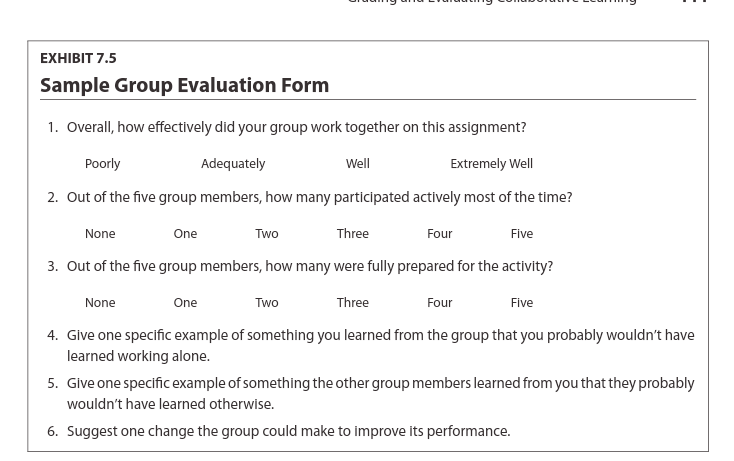 EXHIBIT 7.5
Sample Group Evaluation Form
1. Overall, how effectively did your group work together on this assignment?
Poorly Adequately Well Extremely Well
2. Out of the five group members, how many participated actively most of the time?
None One Two Three Four Five
3. Out of the five group members, how many were fully prepared for the activity?
None One Two Three Four Five
4. Give one specific example of something you learned from the group that you probably wouldn’t have
learned working alone.
5. Give one specific example of something the other group members learned from you that they probably
wouldn’t have learned otherwise.
6. Suggest one change the group could make to improve its performance.